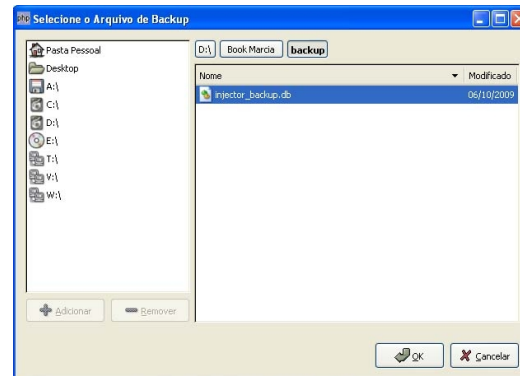 php Selecione o Arquivo de Backup
Pasta Pessoal
Desktop
A:\
C:\
D:\
E:\
T:\
V:\
W:\
D:\ Book Marcia backup
Nome Modificado
injector_backup.db 06/10/2009
Adicionar Remover
OK Cancelar